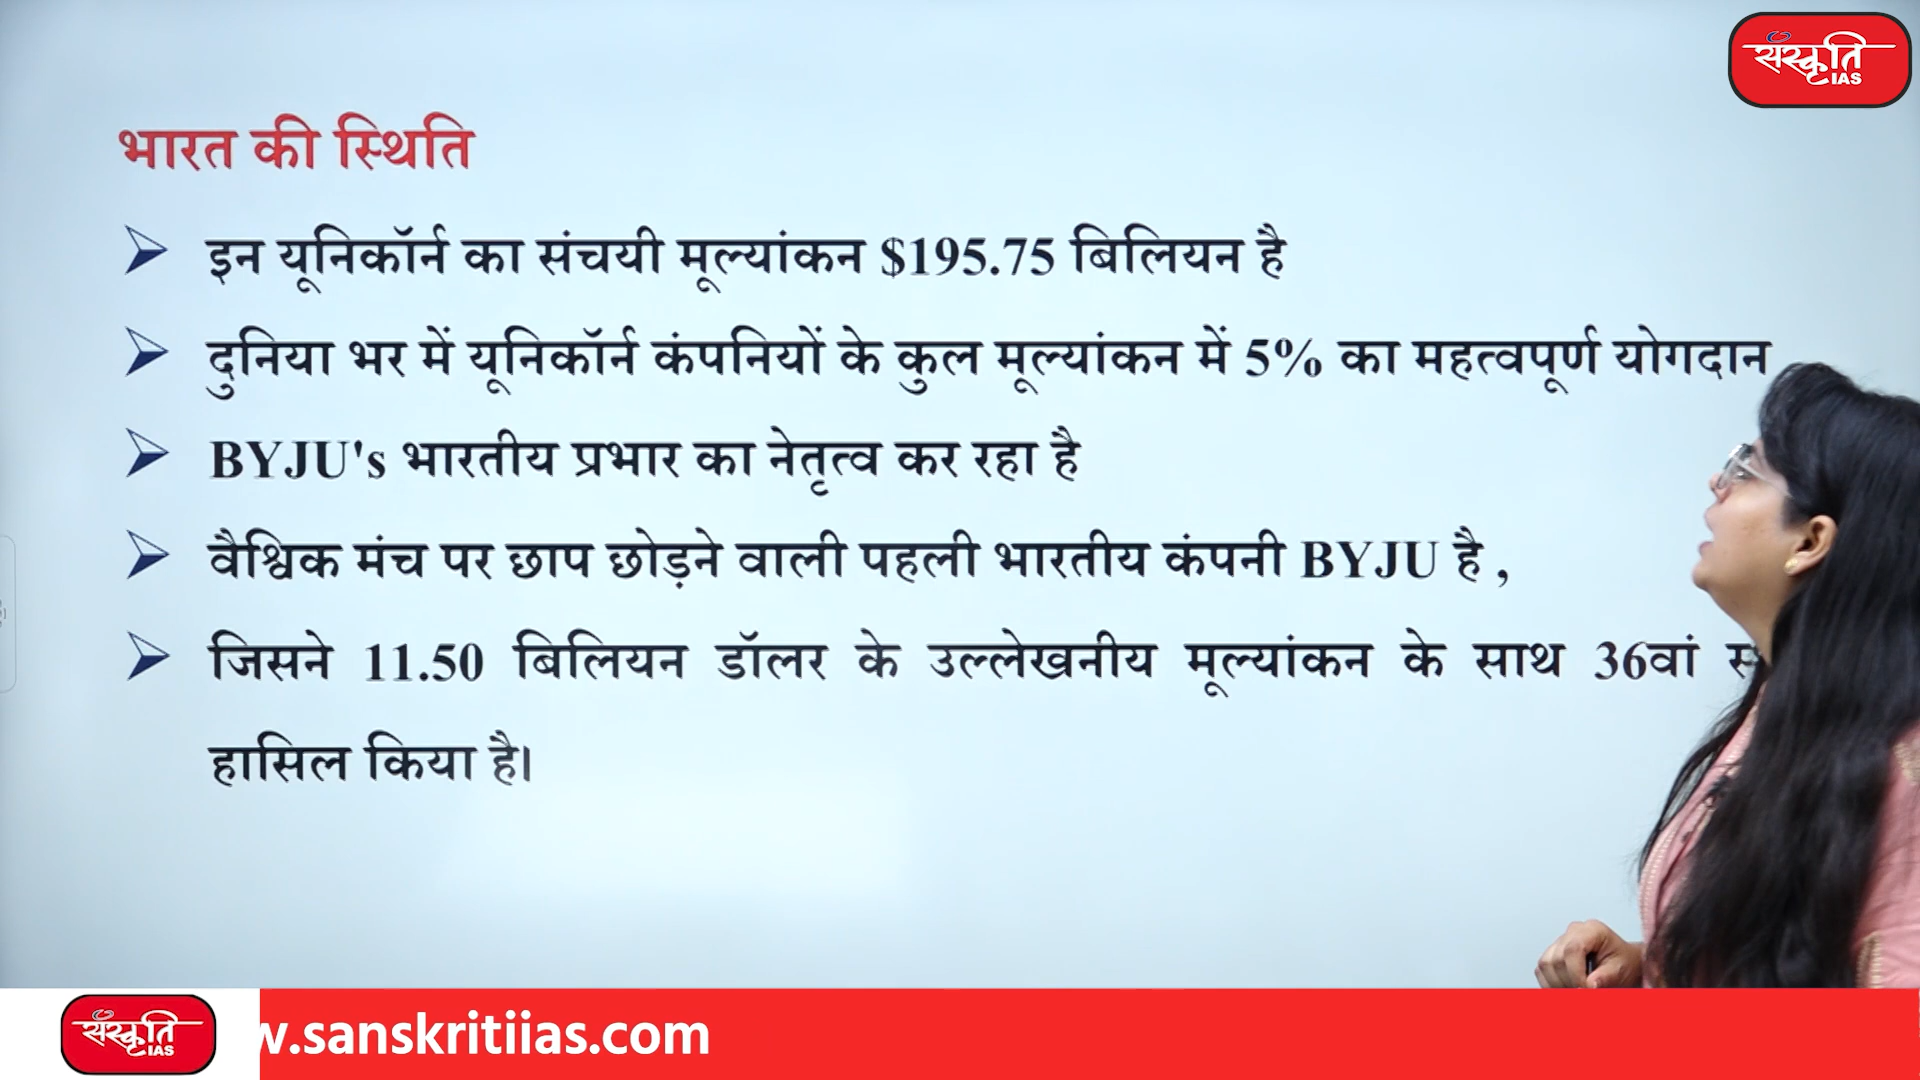 संस्कृति
IAS
भारत की स्थिति
➢ इन यूनिकॉर्न का संचयी मूल्यांकन $195.75 बिलियन है
➢ दुनिया भर में यूनिकॉर्न कंपनियों के कुल मूल्यांकन में 5% का महत्वपूर्ण योगदान
➢ BYJU's भारतीय प्रभार का नेतृत्व कर रहा है
➢ वैश्विक मंच पर छाप छोड़ने वाली पहली भारतीय कंपनी BYJU है ,
➢ जिसने 11.50 बिलियन डॉलर के उल्लेखनीय मूल्यांकन के साथ 36वां
हासिल किया है।
संस्कृति
IAS
w.sanskritiias.com